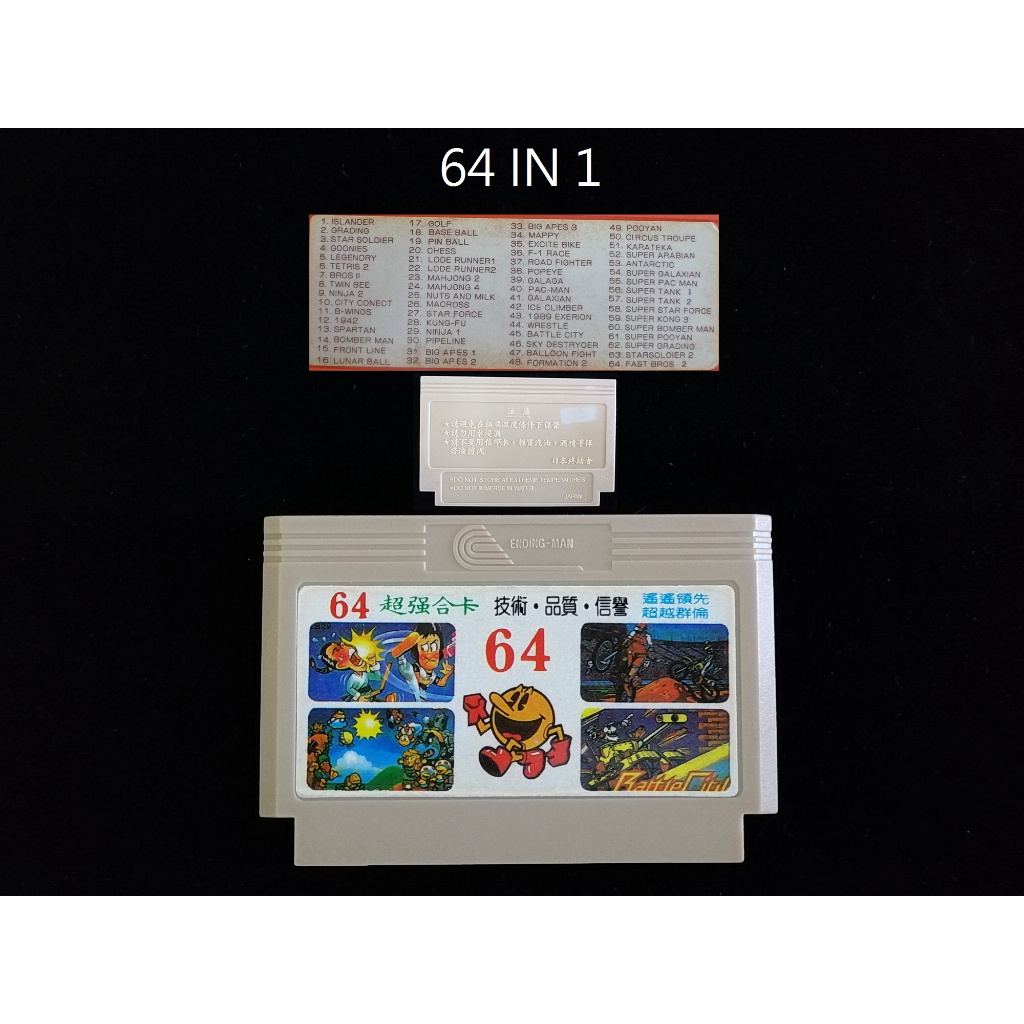 64 IN 1
1. ISLANDER
2. GRADING
3. STAR SOLDIER
4. GOONIES
5. LEGENDRY
6. TETRIS 2
7. BROS II
8. TWIN BEE
9. NINJA 2
10. CITY CONECT
11. B-WINGS
12. 1942
13. SPARTAN
14. BOMBER MAN
15. FRONT LINE
16. LUNAR BALL
17. GOLF
18. BASE BALL
19. PIN BALL
20. CHESS
21. LODE RUNNER1
22. LODE RUNNER2
23. MAHJONG 2
24. MAHJONG 4
25. NUTS AND MILK
26. MACROSS
27. STAR FORCE
28. KUNG-FU
29. NINJA 1
30. PIPELINE
31. BIG APES 1
32. BIG APES 2
33. BIG APES 3
34. MAPPY
35. EXCITE BIKE
36. F-1 RACE
37. ROAD FIGHTER
38. POPEYE
39. GALAGA
40. PAC-MAN
41. GALAXIAN
42. ICE CLIMBER
43. 1989 EXERION
44. WRESTLE
45. BATTLE CITY
46. SKY DESTRYOER
47. BALLOON FIGHT
48. FORMATION 2
49. POOYAN
50. CIRCUS TROUPE
51. KARATEKA
52. SUPER ARABIAN
53. ANTARCTIC
54. SUPER GALAXIAN
55. SUPER PAC MAN
56. SUPER TANK 1
57. SUPER TANK 2
58. SUPER STAR FORCE
59. SUPER KONG 3
60. SUPER BOMBER MAN
61. SUPER POOYAN
62. SUPER GRADING
63. STARSOLDIER 2
64. FAST BROS 2
注意
★請勿用水浸濕
•DO NOT STORE AT EXTREME TEMPERATURES
•DO NOT IMMERSE IN WATER
JAPAN
ENDING-MAN
64 超强合卡 技術・品質・信譽
遙遙領先
超越群倫
64
Battle City